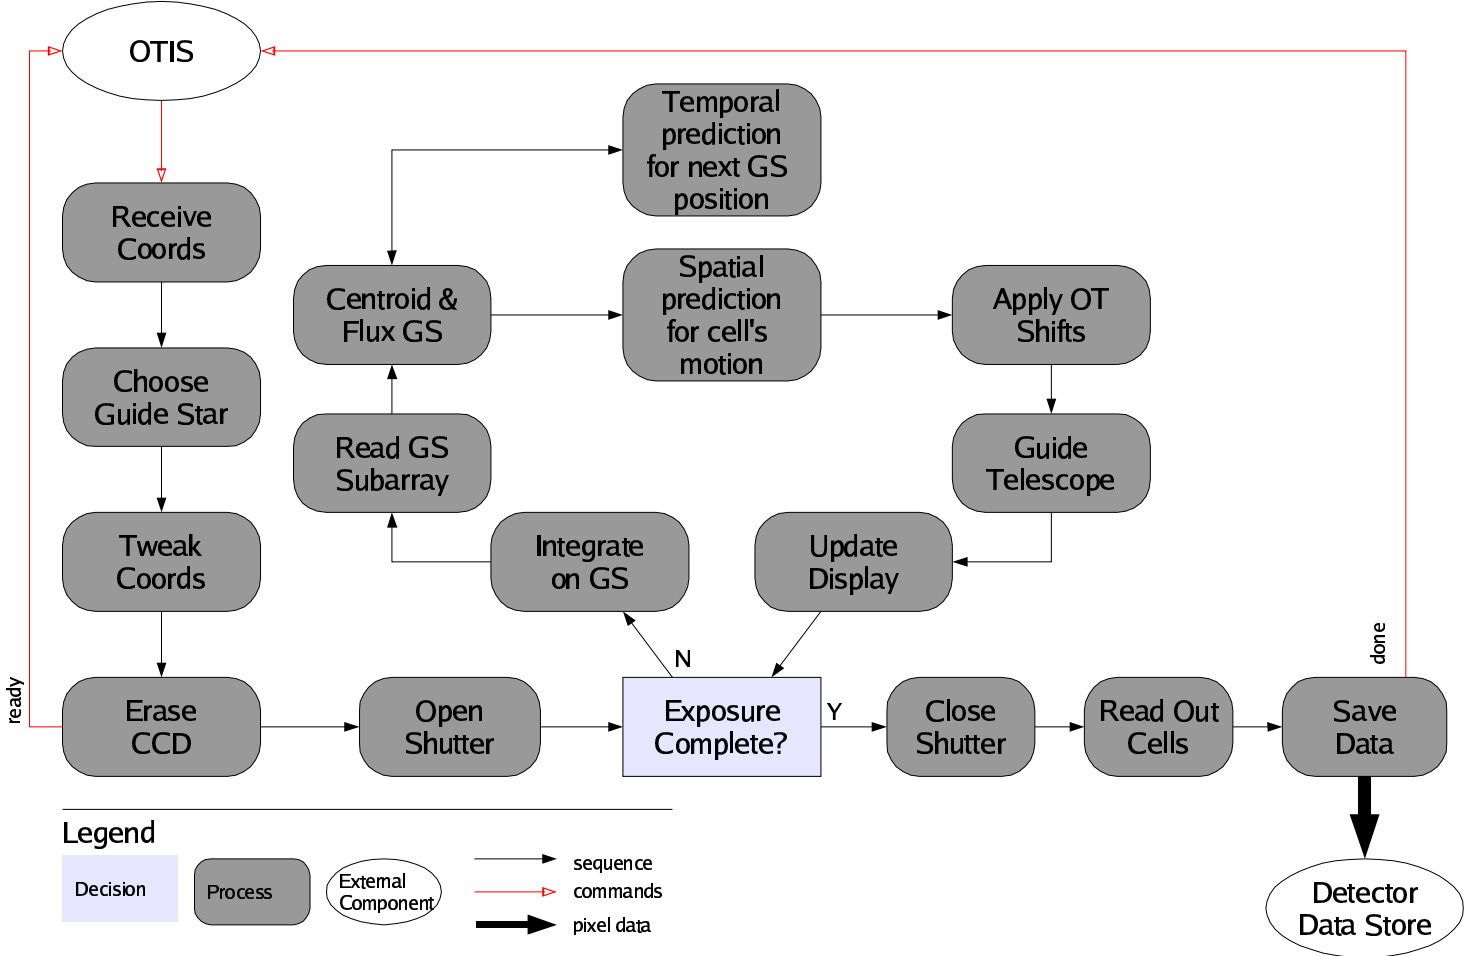 OTIS
Temporal
prediction
for next GS
position
Receive
Coords
Centroid &
Flux GS
Spatial
prediction
for cell's
motion
Apply OT
Shifts
Choose
Guide Star
Read GS
Subarray
Guide
Telescope
Tweak
Coords
Integrate
on GS
Update
Display
ready
N
done
Erase
CCD
Open
Shutter
Exposure
Complete?
Y
Close
Shutter
Read Out
Cells
Save
Data
Legend
Decision
Process
External
Component
sequence
commands
pixel data
Detector
Data Store